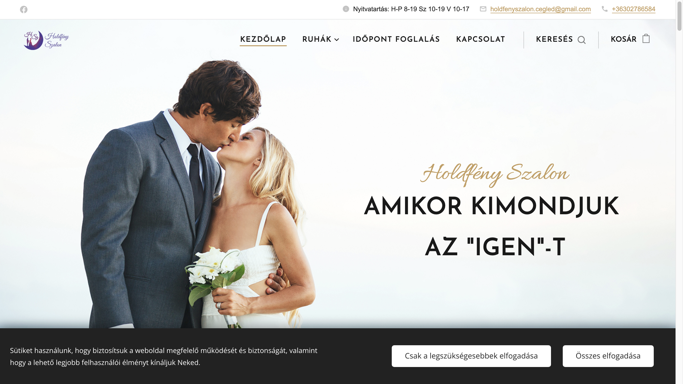 Nyitvatartás: H-P 8-19 Sz 10-19 V 10-17
holdfenyszalon.cegled@gmail.com
+36302786584
Holdfény
Szalon
KEZDŐLAP
RUHÁK
IDŐPONT FOGLALÁS
KAPCSOLAT
KERESÉS
KOSÁR
Holdfény Szalon
AMIKOR KIMONDJUK
AZ "IGEN"-T
Sütiket használunk, hogy biztosítsuk a weboldal megfelelő működését és biztonságát, valamint
hogy a lehető legjobb felhasználói élményt kínáljuk Neked.
Csak a legszükségesebbek elfogadása
Összes elfogadása